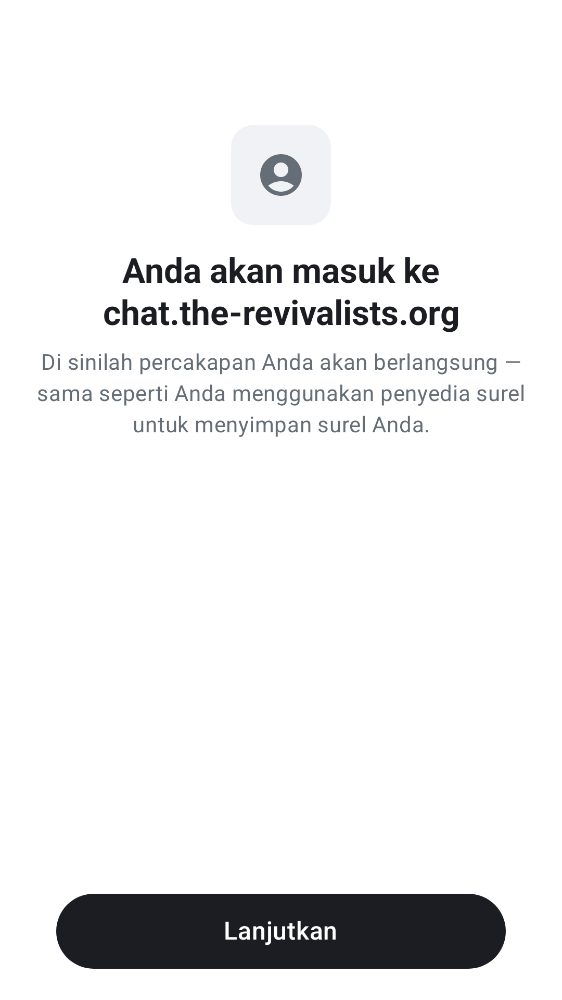 Anda akan masuk ke
chat.the-revivalists.org
Di sinilah percakapan Anda akan berlangsung —
sama seperti Anda menggunakan penyedia surel
untuk menyimpan surel Anda.
Lanjutkan